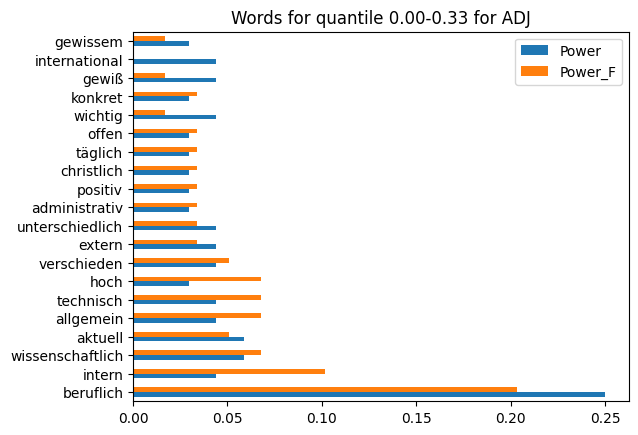 Words for quantile 0.00-0.33 for ADJ
gewissem
international
gewiß
konkret
wichtig
offen
täglich
christlich
positiv
administrativ
unterschiedlich
extern
verschieden
hoch
technisch
allgemein
aktuell
wissenschaftlich
intern
beruflich
Power
Power_F
0.00 0.05 0.10 0.15 0.20 0.25